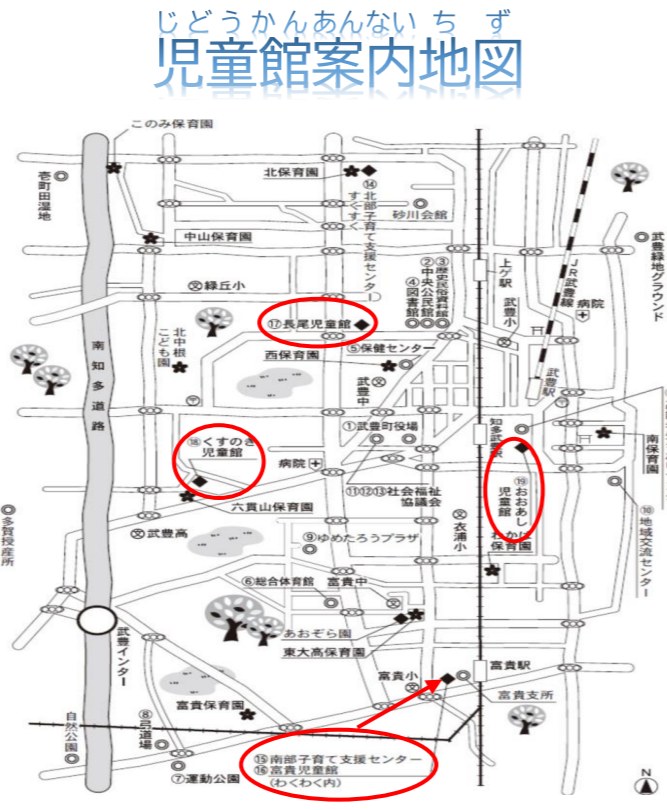 じどうかんあんないちず
児童館案内地図
このみ保育園
壱町田湿地
北保育園
⑭北部子育て支援センター
すくすく
砂川会館
中山保育園
武豊緑地グラウンド
上ゲ駅
JR武豊線
病院
緑丘小
②中央公民館
③歴史民俗資料館
④図書館
武豊小
⑰長尾児童館
北中根
こども園
西保育園
⑤保健センター
南知多道路
武豊中
武豊駅
①武豊町役場
知多武豊駅
⑱くすのき
児童館
病院
南保育園
⑲おおあし
児童館
六貫山保育園
⑪⑫⑬社会福祉
協議会
⑩地域交流センター
多賀授産所
武豊高
⑨ゆめたろうプラザ
衣浦小
わかば
保育園
⑥総合体育館
富貴中
あおぞら園
東大高保育園
武豊インター
富貴小
富貴駅
富貴支所
富貴保育園
自然公園
⑧弓道場
⑦運動公園
⑮南部子育て支援センター
⑯富貴児童館
(わくわく内)
N